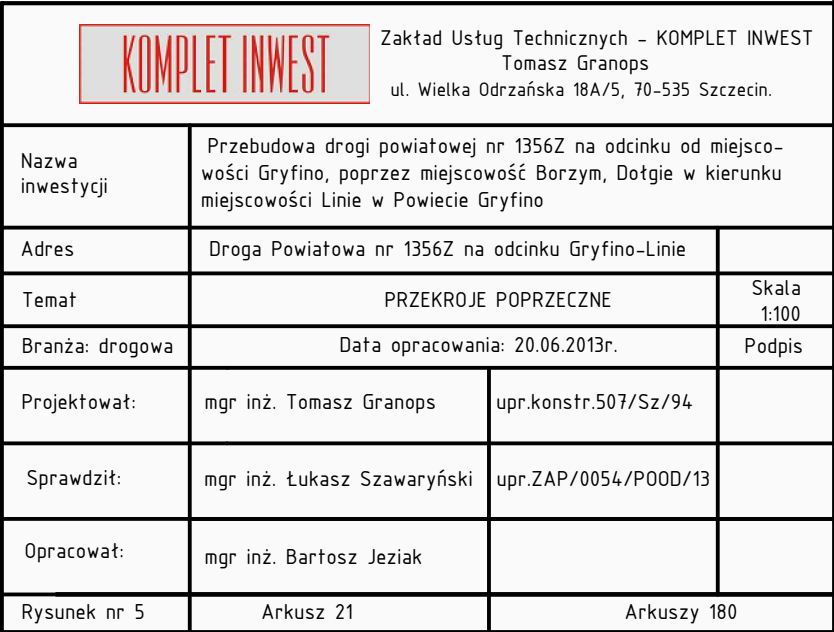 KOMPLET INWEST
Zakład Usług Technicznych - KOMPLET INWEST
Tomasz Granops
ul. Wielka Odrzańska 18A/5, 70-535 Szczecin.
Nazwa
inwestycji
Przebudowa drogi powiatowej nr 1356Z na odcinku od miejsco-
wości Gryfino, poprzez miejscowość Borzym, Dołgie w kierunku
miejscowości Linie w Powiecie Gryfino
Adres
Droga Powiatowa nr 1356Z na odcinku Gryfino-Linie
Temat
PRZEKROJE POPRZECZNE
Skala
1:100
Branża: drogowa
Data opracowania: 20.06.2013r.
Podpis
Projektował:
mgr inż. Tomasz Granops
upr.konstr.507/Sz/94
Sprawdził:
mgr inż. Łukasz Szawaryński
upr.ZAP/0054/POOD/13
Opracował:
mgr inż. Bartosz Jeziak
Rysunek nr 5
Arkusz 21
Arkuszy 180